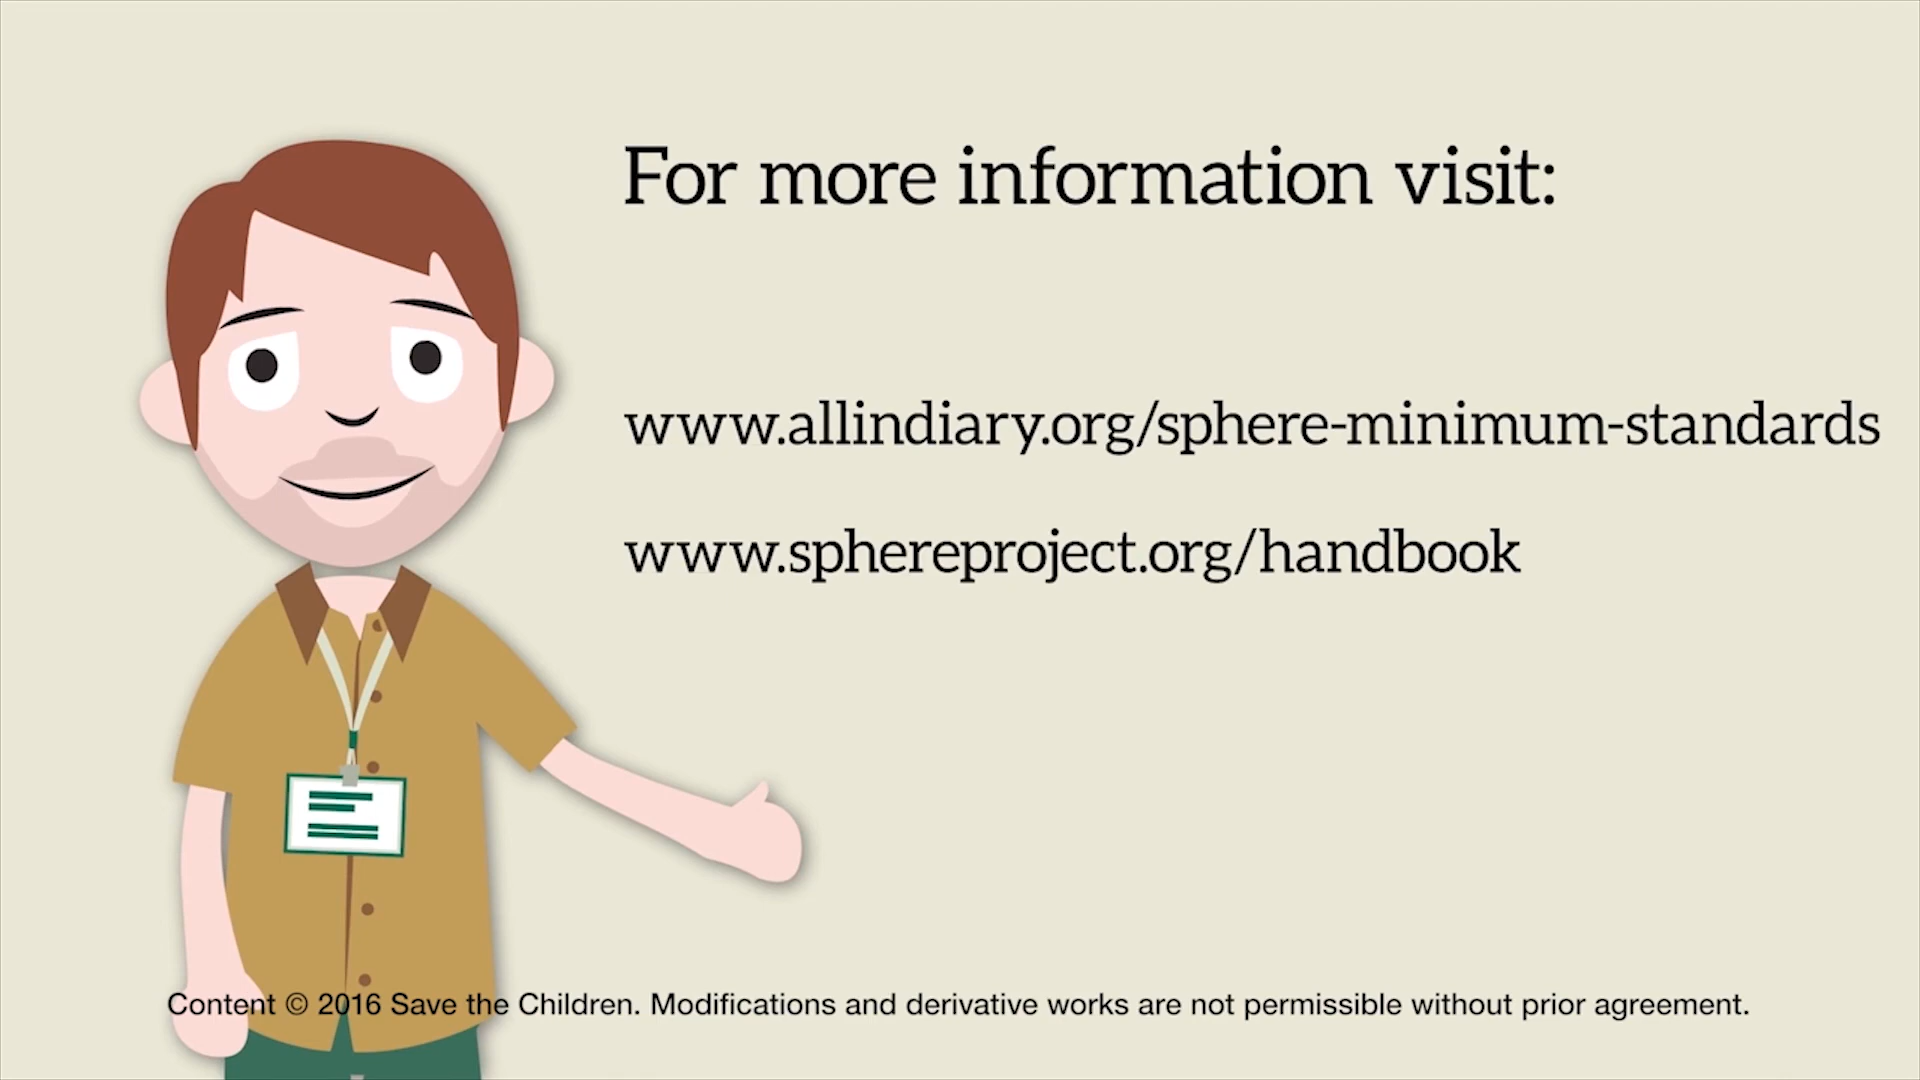 For more information visit:
www.allindiary.org/sphere-minimum-standards
www.sphereproject.org/handbook
Content © 2016 Save the Children. Modifications and derivative works are not permissible without prior agreement.